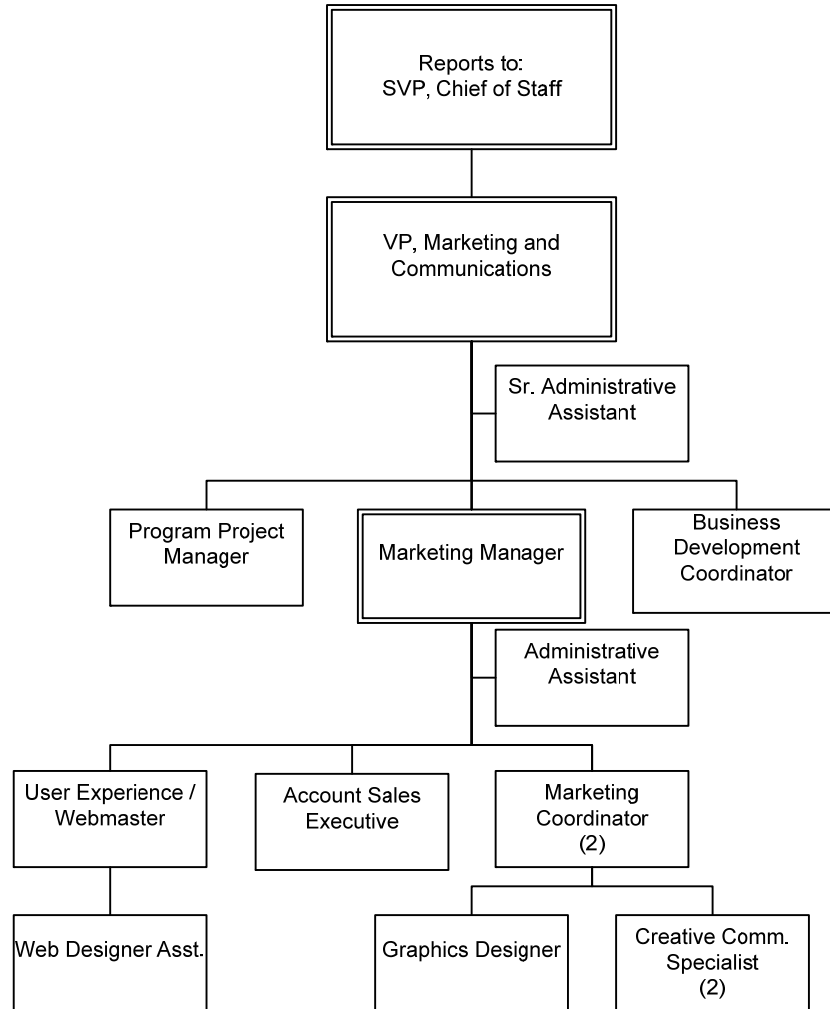 Reports to:
SVP, Chief of Staff
VP, Marketing and
Communications
Sr. Administrative
Assistant
Program Project
Manager
Marketing Manager
Business
Development
Coordinator
Administrative
Assistant
User Experience /
Webmaster
Account Sales
Executive
Marketing
Coordinator
(2)
Web Designer Asst.
Graphics Designer
Creative Comm.
Specialist
(2)